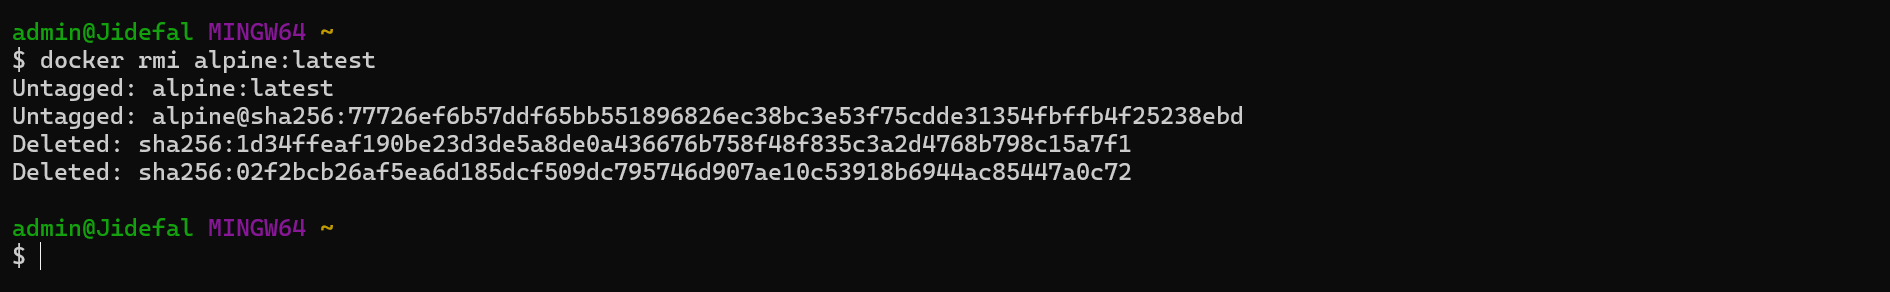 admin@Jidefal MINGW64 ~
$ docker rmi alpine:latest
Untagged: alpine:latest
Untagged: alpine@sha256:77726ef6b57ddf65bb551896826ec38bc3e53f75cdde31354fbffb4f25238ebd
Deleted: sha256:1d34ffeaf190be23d3de5a8de0a436676b758f48f835c3a2d4768b798c15a7f1
Deleted: sha256:02f2bcb26af5ea6d185dcf509dc795746d907ae10c53918b6944ac85447a0c72
admin@Jidefal MINGW64 ~
$